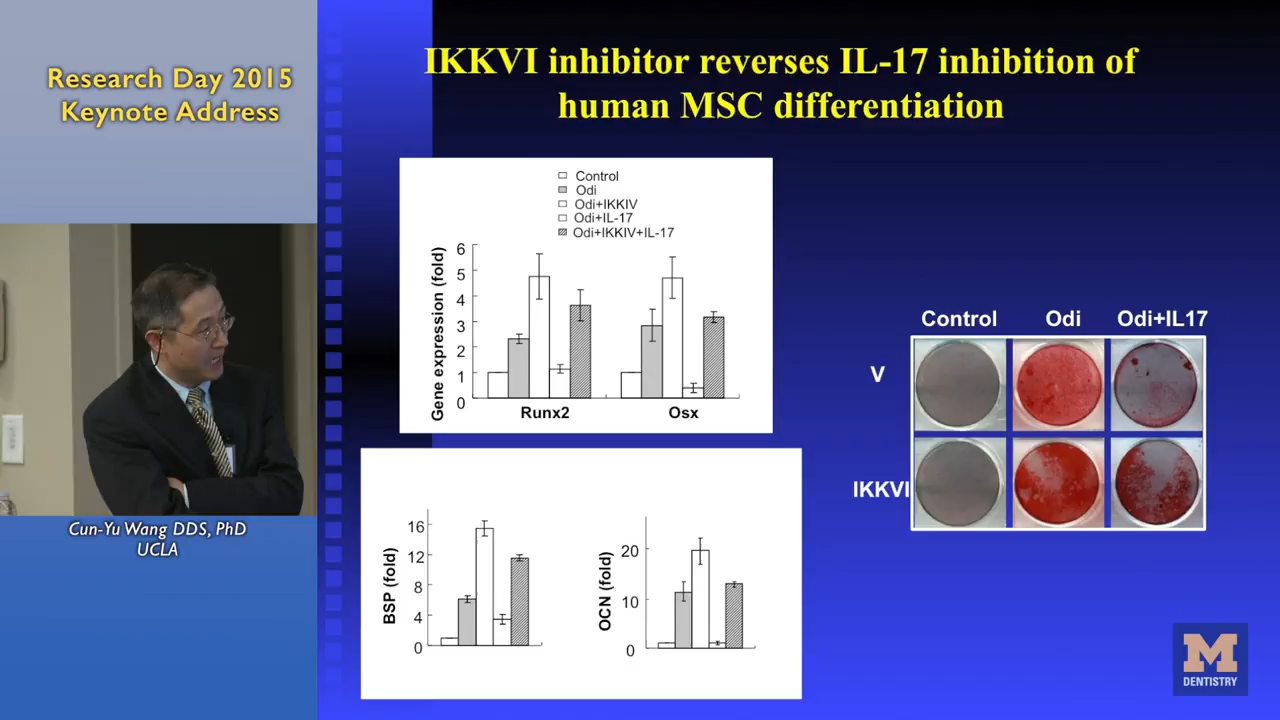 Research Day 2015
Keynote Address
IKKVI inhibitor reverses IL-17 inhibition of
human MSC differentiation
Control
Odi
Odi+IKKIV
Odi+IL-17
Odi+IKKIV+IL-17
Gene expression (fold)
6
5
4
3
2
1
0
Runx2 Osx
BSP (fold)
16
12
8
4
0
OCN (fold)
20
10
0
Control Odi Odi+IL17
V
IKKVI
Cun-Yu Wang DDS, PhD
UCLA
M
DENTISTRY